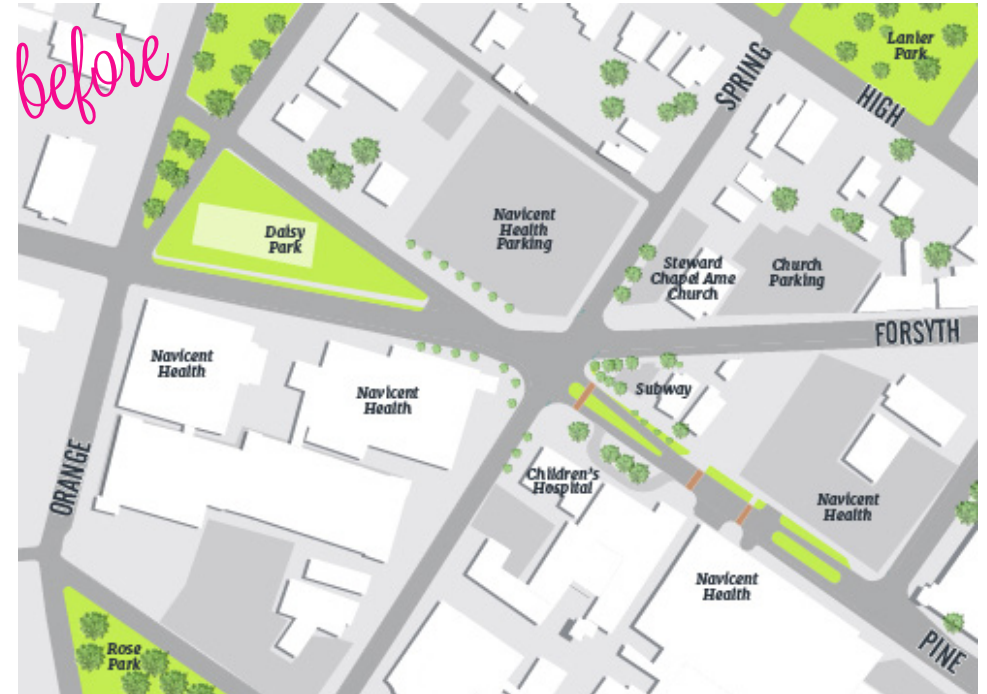 before
Lanier
Park
SPRING
HIGH
Navicent
Health
Parking
Daisy
Park
Steward
Chapel Ame
Church
Church
Parking
FORSYTH
Navicent
Health
Navicent
Health
Subway
ORANGE
Children's
Hospital
Navicent
Health
Navicent
Health
Rose
Park
PINE